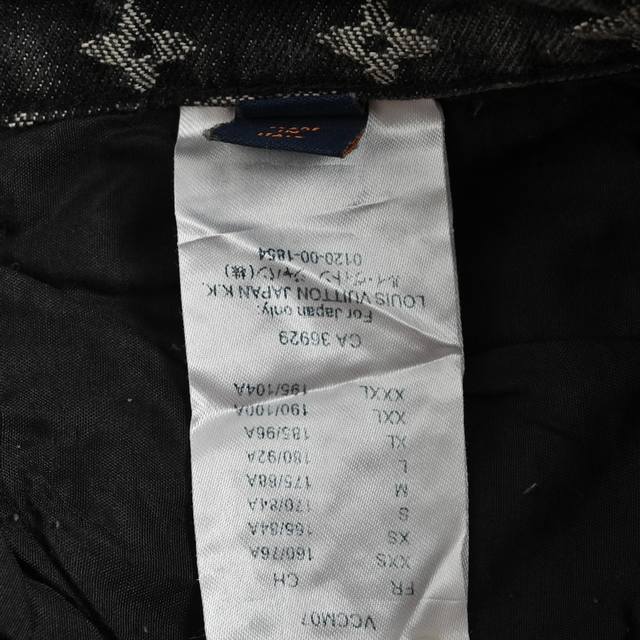 VCCM07
FR CH
XXS 160/76A
XS 165/84A
S 170/84A
M 175/88A
L 180/92A
XL 185/96A
XXL 190/100A
XXXL 195/104A
CA 36929
For Japan only:
LOUIS VUITTON JAPAN K.K.
ルイ・ヴィトン ジャパン(株)
0120-00-1854